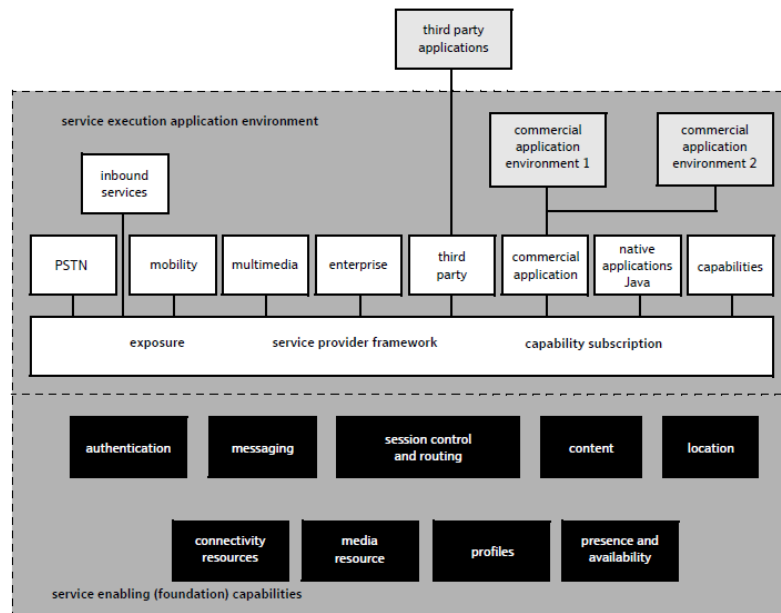 third party
applications
service execution application environment
commercial
application
environment 1
commercial
application
environment 2
inbound
services
PSTN
mobility
multimedia
enterprise
third
party
commercial
application
native
applications
Java
capabilities
exposure
service provider framework
capability subscription
authentication
messaging
session control
and routing
content
location
connectivity
resources
media
resource
profiles
presence and
availability
service enabling (foundation) capabilities